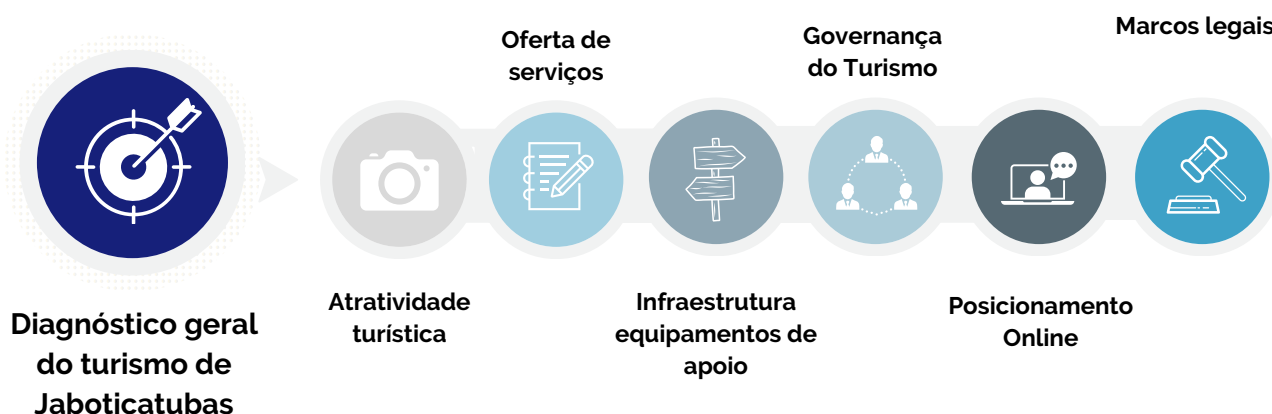 Diagnóstico geral
do turismo de
Jaboticatubas
Atratividade
turística
Oferta de
serviços
Infraestrutura
equipamentos de
apoio
Governança
do Turismo
Posicionamento
Online
Marcos legais